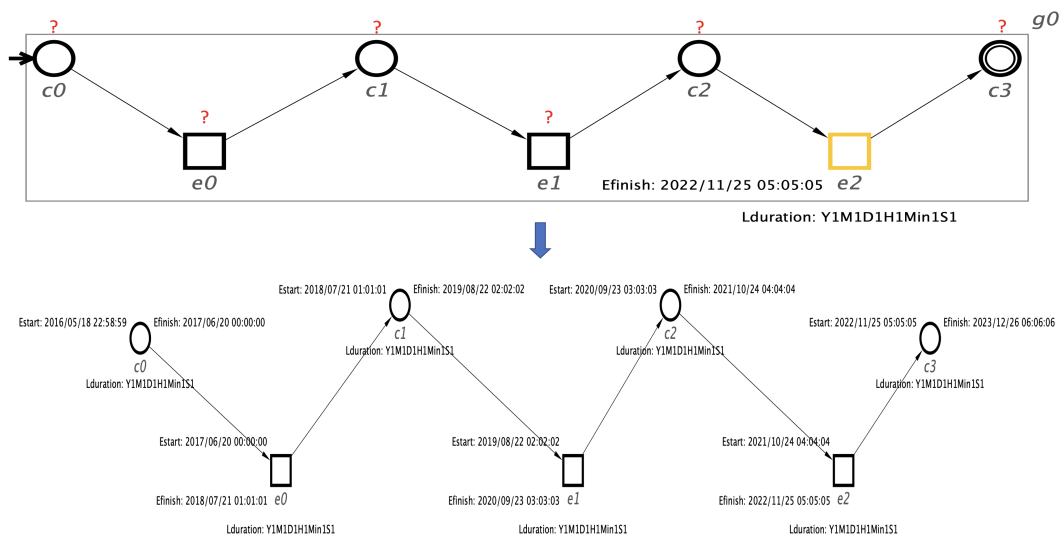 g0
? ? ? ?
c0 c1 c2 c3
? ?
e0 e1 e2
Efinish: 2022/11/25 05:05:05
Lduration: Y1M1D1H1Min1S1
Estart: 2018/07/21 01:01:01 Efinish: 2019/08/22 02:02:02
c1
Lduration: Y1M1D1H1Min1S1
Estart: 2020/09/23 03:03:03 Efinish: 2021/10/24 04:04:04
c2
Lduration: Y1M1D1H1Min1S1
Estart: 2016/05/18 22:58:59 Efinish: 2017/06/20 00:00:00
c0
Lduration: Y1M1D1H1Min1S1
Estart: 2022/11/25 05:05:05 Efinish: 2023/12/26 06:06:06
c3
Lduration: Y1M1D1H1Min1S1
Estart: 2017/06/20 00:00:00
Efinish: 2018/07/21 01:01:01 e0
Lduration: Y1M1D1H1Min1S1
Estart: 2019/08/22 02:02:02
Efinish: 2020/09/23 03:03:03 e1
Lduration: Y1M1D1H1Min1S1
Estart: 2021/10/24 04:04:04
Efinish: 2022/11/25 05:05:05 e2
Lduration: Y1M1D1H1Min1S1